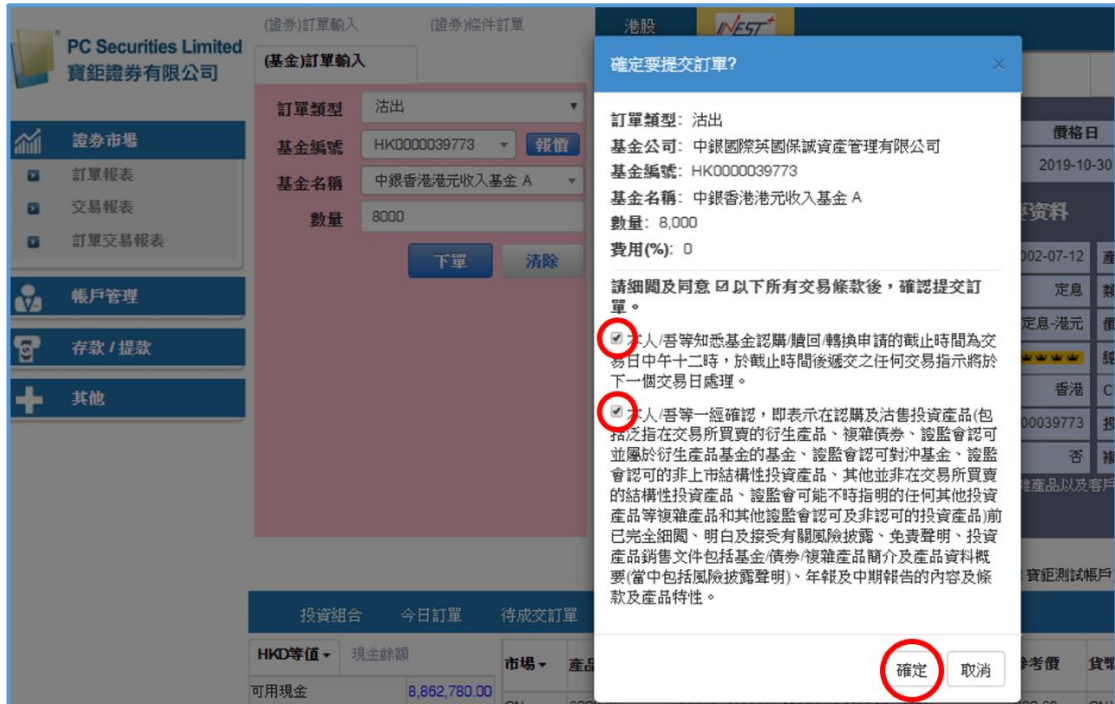 (證券)訂單輸入
(證券)條件訂單
港股
INEST+
PC Securities Limited
寶鉅證券有限公司
(基金)訂單輸入
訂單類型 沽出
基金編號 HK0000039773 報價
基金名稱 中銀香港港元收入基金 A
數量 8000
下單 清除
證券市場
訂單報表
交易報表
訂單交易報表
帳戶管理
存款 / 提款
其他
確定要提交訂單? ×
訂單類型: 沽出
基金公司: 中銀國際英國保誠資產管理有限公司
基金編號: HK0000039773
基金名稱: 中銀香港港元收入基金 A
數量: 8,000
費用(%): 0
請細閱及同意 ☑ 以下所有交易條款後，確認提交訂
單。
本人/吾等知悉基金認購/贖回/轉換申請的截止時間為交
易日中午十二時，於截止時間後遞交之任何交易指示將於
下一個交易日處理。
本人/吾等一經確認，即表示在認購及沽售投資產品(包
括泛指在交易所買賣的衍生產品、複雜債券、證監會認可
並屬於衍生產品基金的基金、證監會認可對沖基金、證監
會認可的非上市結構性投資產品、其他並非在交易所買賣
的結構性投資產品、證監會可能不時指明的任何其他投資
產品等複雜產品和其他證監會認可及非認可的投資產品)前
已完全細閱、明白及接受有關風險披露、免責聲明、投資
產品銷售文件包括基金/債券/複雜產品簡介及產品資料概
要(當中包括風險披露聲明)、年報及中期報告的內容及條
款及產品特性。
確定 取消
價格日
2019-10-30
资料
002-07-12
定息
定息-港元
香港
00039773
否
產品以及客戶
寶鉅測試帳戶
投資組合 今日訂單 待成交訂單
HKD等值 現金餘額
市場
可用現金 8,862,780.00
參考價 貨幣